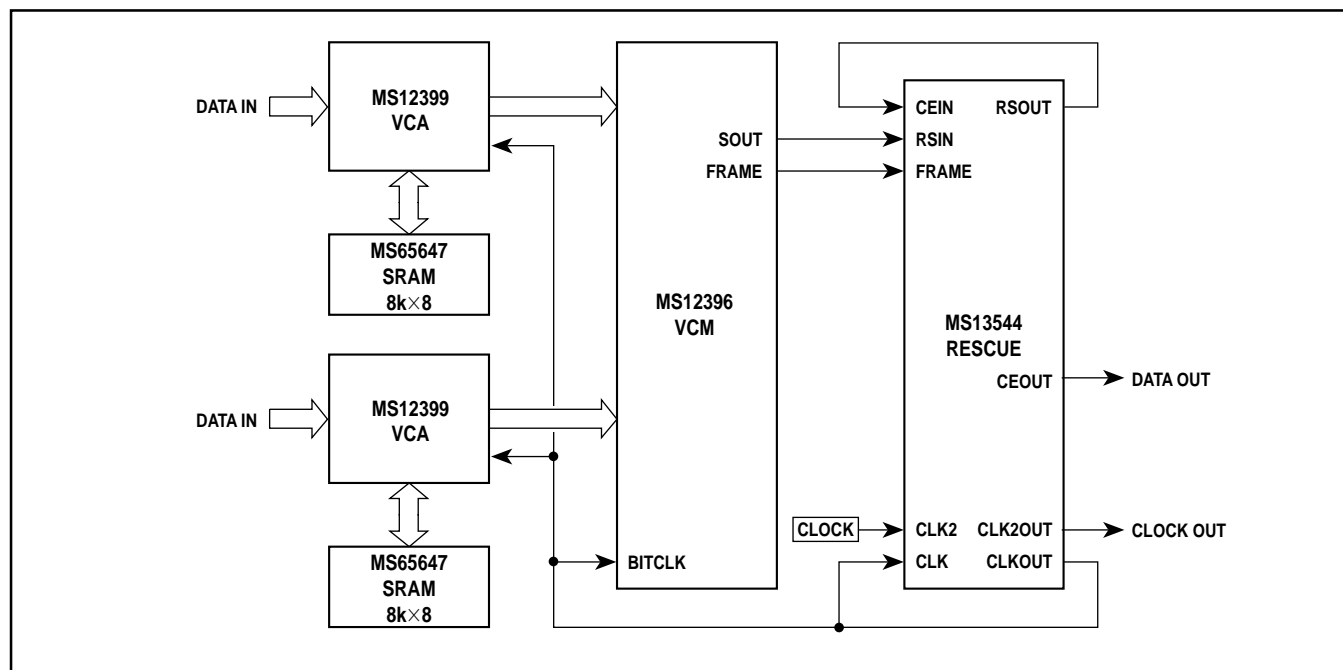 DATA IN
MS12399
VCA
MS65647
SRAM
8k×8
DATA IN
MS12399
VCA
MS65647
SRAM
8k×8
SOUT
FRAME
MS12396
VCM
BITCLK
CEIN
RSOUT
RSIN
FRAME
MS13544
RESCUE
CEOUT
DATA OUT
CLOCK
CLK2
CLK2OUT
CLOCK OUT
CLK
CLKOUT